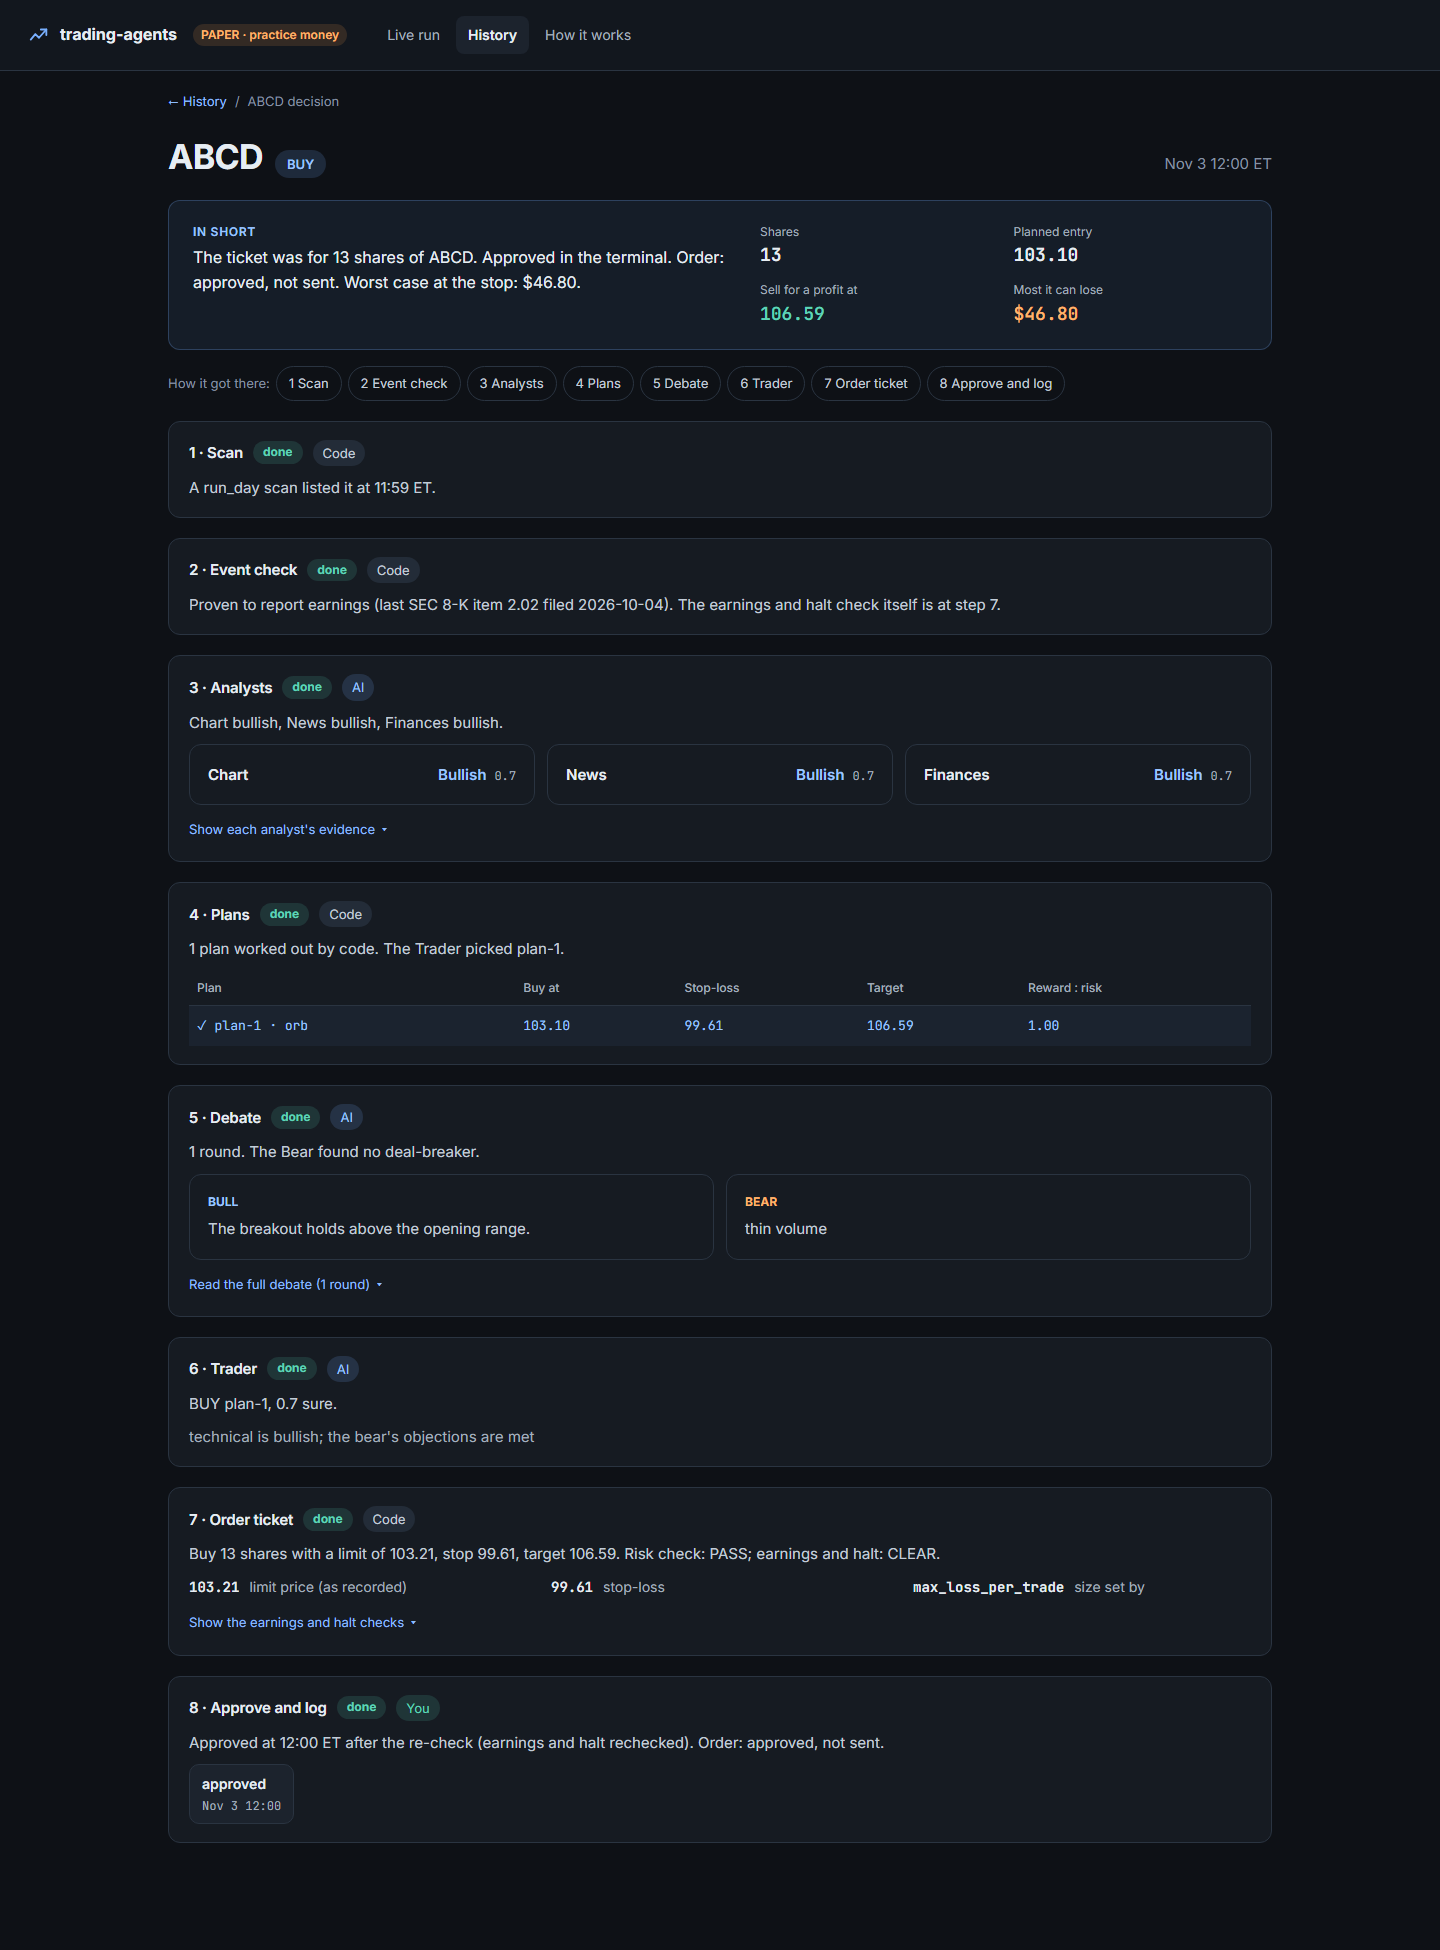 trading-agents PAPER · practice money Live run History How it works
← History / ABCD decision
ABCD BUY Nov 3 12:00 ET
IN SHORT
The ticket was for 13 shares of ABCD. Approved in the terminal. Order:
approved, not sent. Worst case at the stop: $46.80.
Shares
13
Planned entry
103.10
Sell for a profit at
106.59
Most it can lose
$46.80
How it got there: 1 Scan 2 Event check 3 Analysts 4 Plans 5 Debate 6 Trader 7 Order ticket 8 Approve and log
1 · Scan done Code
A run_day scan listed it at 11:59 ET.
2 · Event check done Code
Proven to report earnings (last SEC 8-K item 2.02 filed 2026-10-04). The earnings and halt check itself is at step 7.
3 · Analysts done AI
Chart bullish, News bullish, Finances bullish.
Chart Bullish 0.7
News Bullish 0.7
Finances Bullish 0.7
Show each analyst's evidence ▾
4 · Plans done Code
1 plan worked out by code. The Trader picked plan-1.
Plan Buy at Stop-loss Target Reward : risk
✓ plan-1 · orb 103.10 99.61 106.59 1.00
5 · Debate done AI
1 round. The Bear found no deal-breaker.
BULL
The breakout holds above the opening range.
BEAR
thin volume
Read the full debate (1 round) ▾
6 · Trader done AI
BUY plan-1, 0.7 sure.
technical is bullish; the bear's objections are met
7 · Order ticket done Code
Buy 13 shares with a limit of 103.21, stop 99.61, target 106.59. Risk check: PASS; earnings and halt: CLEAR.
103.21 limit price (as recorded) 99.61 stop-loss max_loss_per_trade size set by
Show the earnings and halt checks ▾
8 · Approve and log done You
Approved at 12:00 ET after the re-check (earnings and halt rechecked). Order: approved, not sent.
approved
Nov 3 12:00